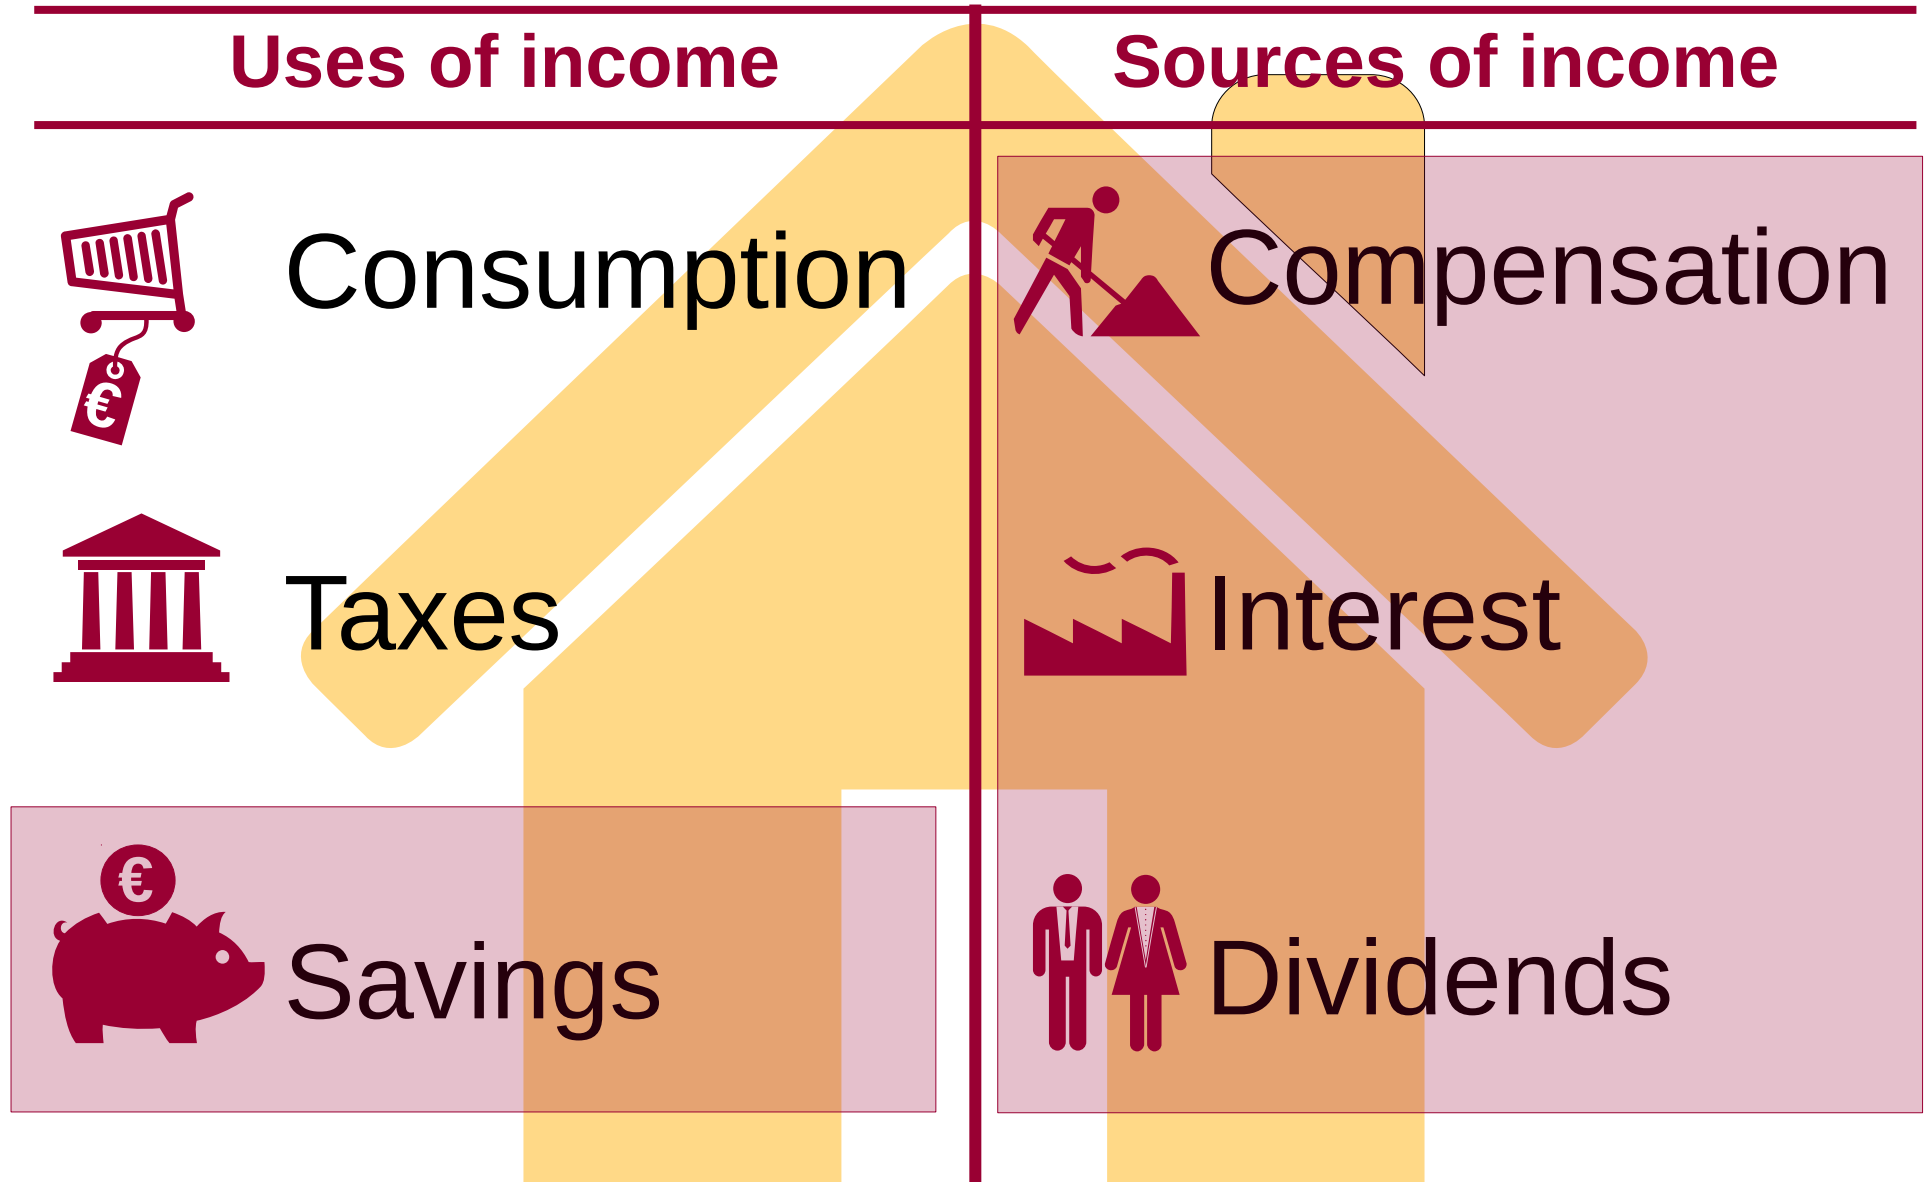 Uses of income
Sources of income
Consumption
Compensation
€
Taxes
Interest
€
Savings
Dividends